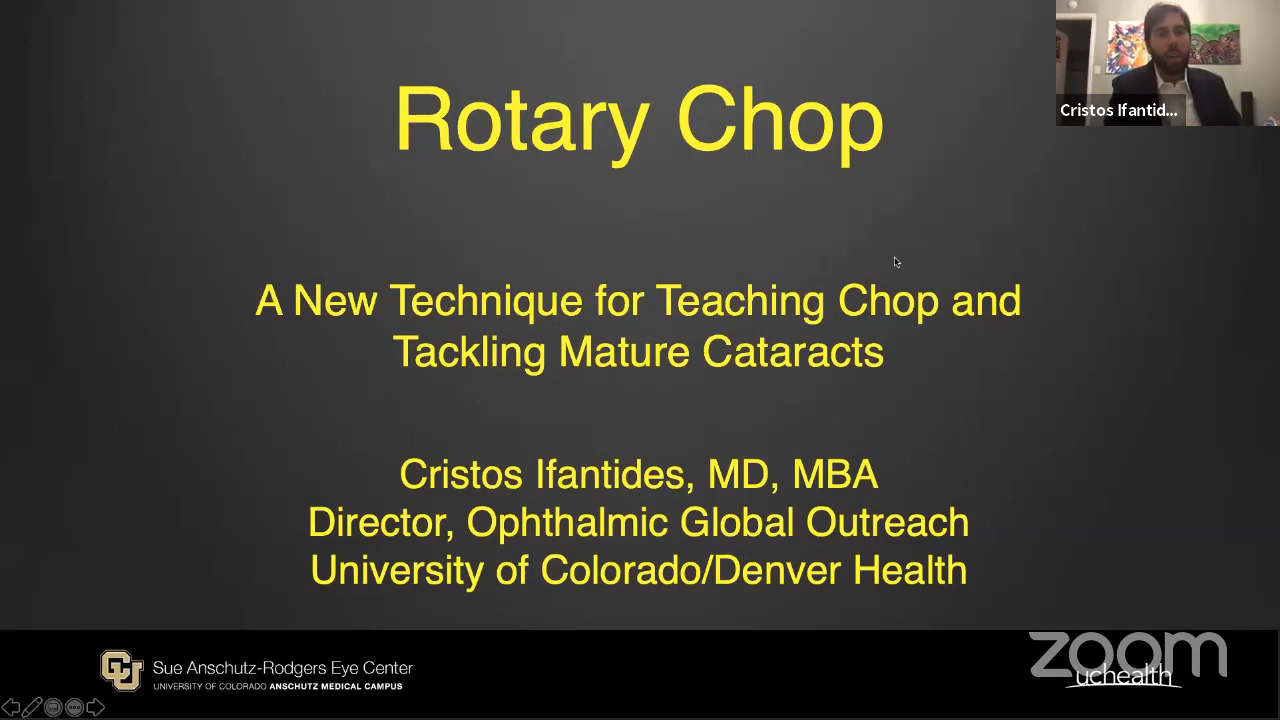 Rotary Chop
Cristos Ifantid...
A New Technique for Teaching Chop and
Tackling Mature Cataracts
Cristos Ifantides, MD, MBA
Director, Ophthalmic Global Outreach
University of Colorado/Denver Health
CU
Sue Anschutz-Rodgers Eye Center
UNIVERSITY OF COLORADO ANSCHUTZ MEDICAL CAMPUS
zoom
uchealth